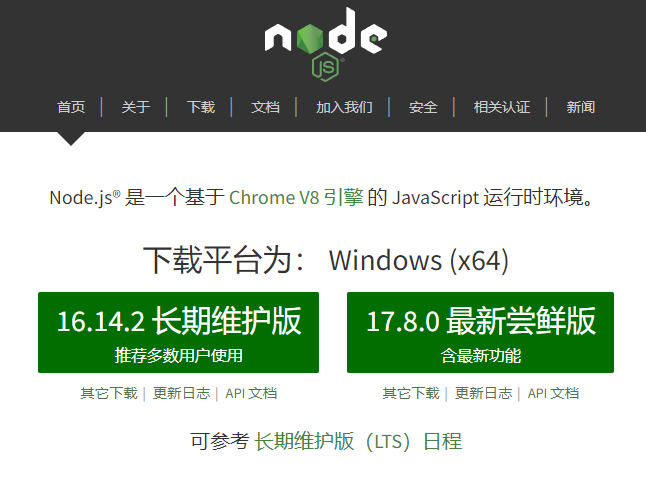 node
JS
首页 | 关于 | 下载 | 文档 | 加入我们 | 安全 | 相关认证 | 新闻
Node.js® 是一个基于 Chrome V8 引擎 的 JavaScript 运行时环境。
下载平台为： Windows (x64)
16.14.2 长期维护版
推荐多数用户使用
17.8.0 最新尝鲜版
含最新功能
其它下载 | 更新日志 | API 文档
其它下载 | 更新日志 | API 文档
可参考 长期维护版（LTS）日程